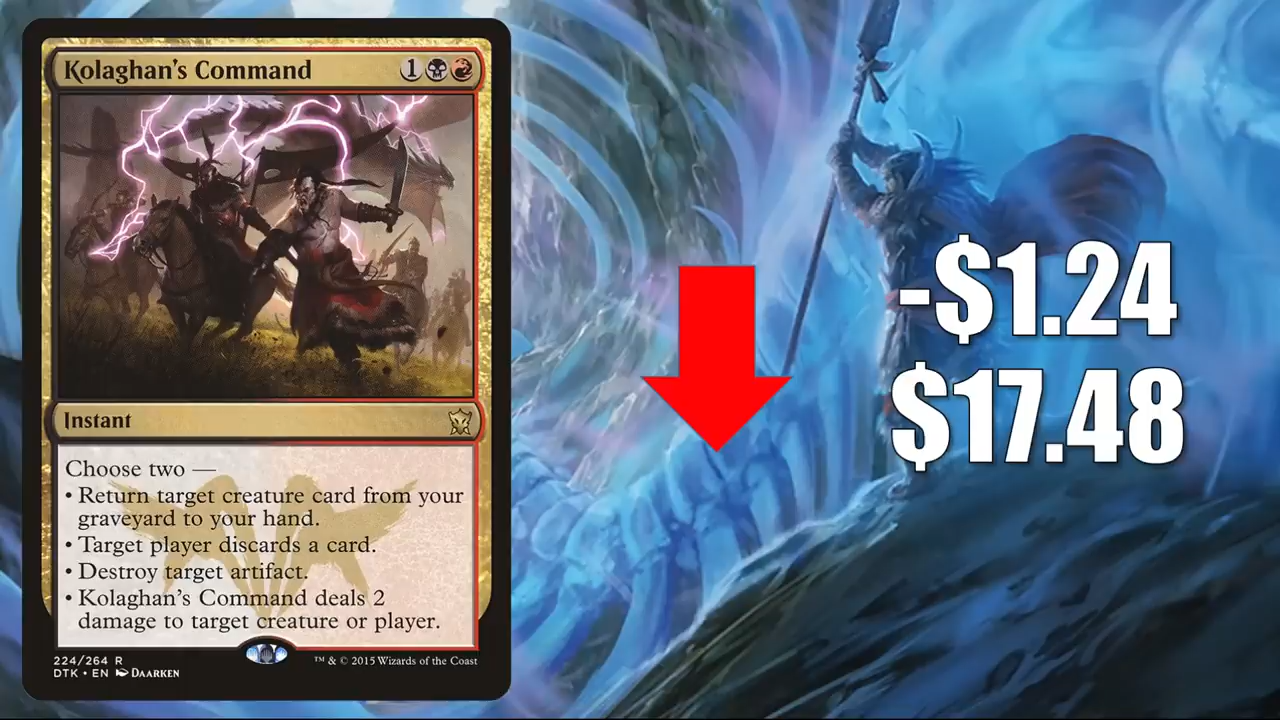 Kolaghan's Command 1
Instant
Choose two —
• Return target creature card from your
graveyard to your hand.
• Target player discards a card.
• Destroy target artifact.
• Kolaghan's Command deals 2
damage to target creature or player.
224/264 R
DTK • EN Daarken
™ & © 2015 Wizards of the Coast
-$1.24
$17.48